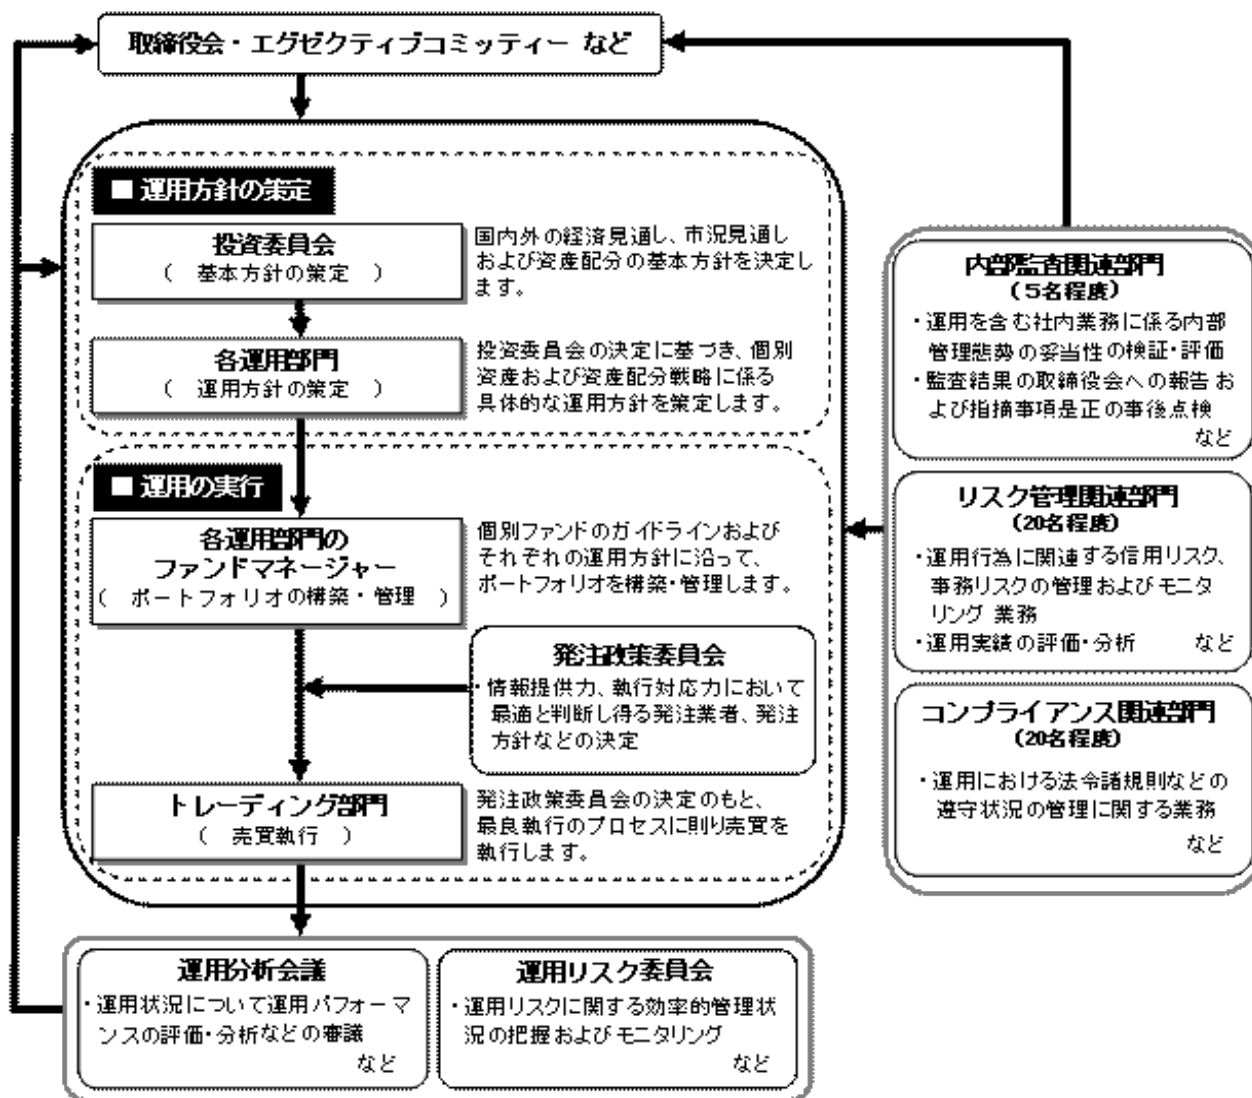 取締役会・エグゼクティブコミッティー など
■ 運用方針の策定
投資委員会
（ 基本方針の策定 ）
国内外の経済見通し、市況見通し
および資産配分の基本方針を決定し
ます。
各運用部門
（ 運用方針の策定 ）
投資委員会の決定に基づき、個別
資産および資産配分戦略に係る
具体的な運用方針を策定します。
■ 運用の実行
各運用部門の
ファンドマネージャー
（ ポートフォリオの構築・管理 ）
個別ファンドのガイドラインおよび
それぞれの運用方針に沿って、
ポートフォリオを構築・管理します。
発注政策委員会
・情報提供力、執行対応力において
最適と判断し得る発注業者、発注
方針などの決定
トレーディング部門
（ 売買執行 ）
発注政策委員会の決定のもと、
最良執行のプロセスに則り売買を
執行します。
運用分析会議
・運用状況について運用パフォーマ
ンスの評価・分析などの審議
など
運用リスク委員会
・運用リスクに関する効率的管理状
況の把握およびモニタリング
など
内部監査関連部門
（5名程度）
・運用を含む社内業務に係る内部
管理態勢の妥当性の検証・評価
・監査結果の取締役会への報告 お
よび指摘事項是正の事後点検
など
リスク管理関連部門
（20名程度）
・運用行為に関連する信用リスク、
事務リスクの管理および モニタ
リング 業務
・運用実績の評価・分析 など
コンプライアンス関連部門
（20名程度）
・運用における法令諸規則などの
遵守状況の管理に関する業務
など